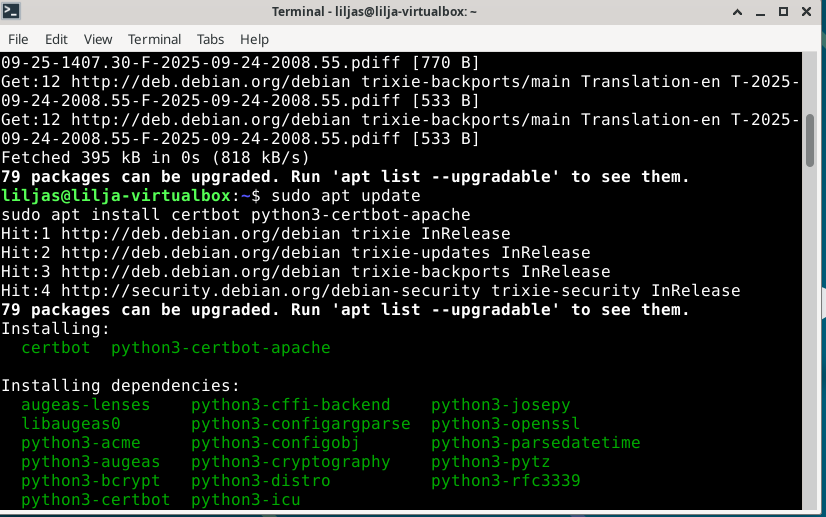 Terminal - liljas@lilja-virtualbox: ~
File Edit View Terminal Tabs Help
09-25-1407.30-F-2025-09-24-2008.55.pdiff [770 B]
Get:12 http://deb.debian.org/debian trixie-backports/main Translation-en T-2025-
09-24-2008.55-F-2025-09-24-2008.55.pdiff [533 B]
Get:12 http://deb.debian.org/debian trixie-backports/main Translation-en T-2025-
09-24-2008.55-F-2025-09-24-2008.55.pdiff [533 B]
Fetched 395 kB in 0s (818 kB/s)
79 packages can be upgraded. Run 'apt list --upgradable' to see them.
liljas@lilja-virtualbox:~$ sudo apt update
sudo apt install certbot python3-certbot-apache
Hit:1 http://deb.debian.org/debian trixie InRelease
Hit:2 http://deb.debian.org/debian trixie-updates InRelease
Hit:3 http://deb.debian.org/debian trixie-backports InRelease
Hit:4 http://security.debian.org/debian-security trixie-security InRelease
79 packages can be upgraded. Run 'apt list --upgradable' to see them.
Installing:
  certbot  python3-certbot-apache

Installing dependencies:
  augeas-lenses    python3-cffi-backend    python3-josepy
  libaugeas0       python3-configargparse  python3-openssl
  python3-acme     python3-configobj       python3-parsedatetime
  python3-augeas   python3-cryptography    python3-pytz
  python3-bcrypt   python3-distro          python3-rfc3339
  python3-certbot  python3-icu